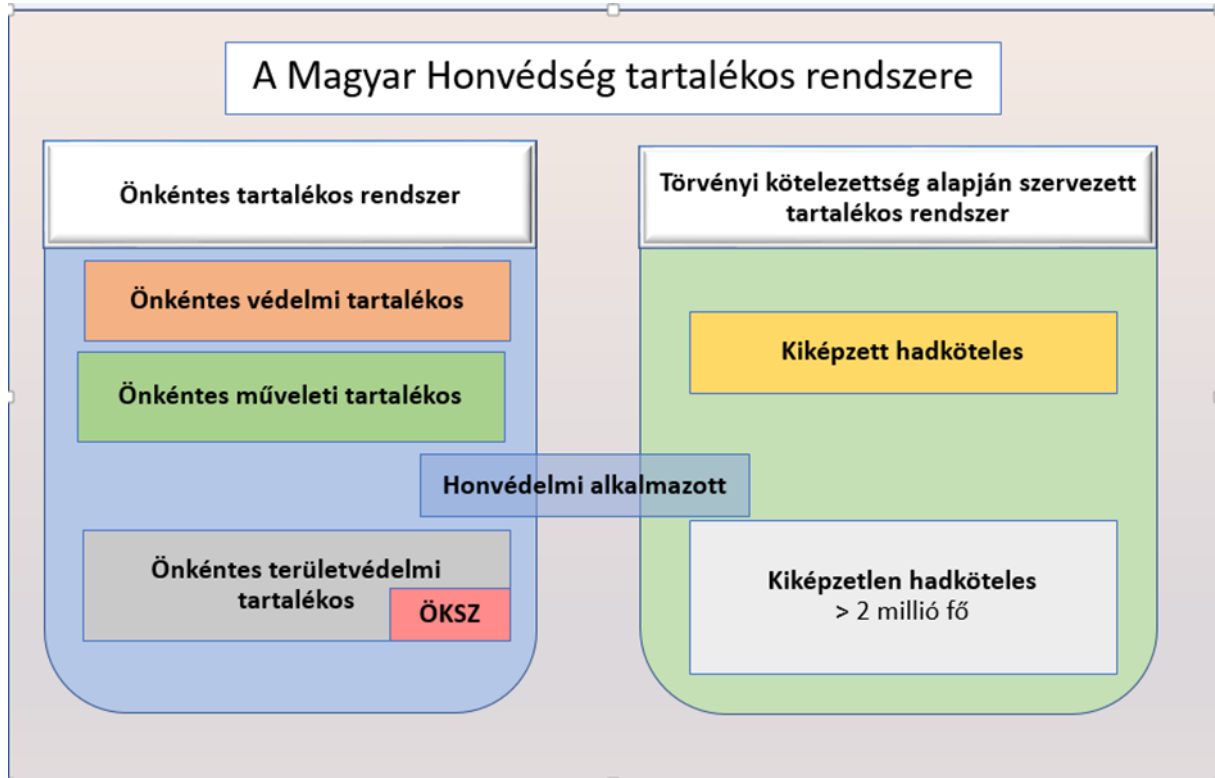 A Magyar Honvédség tartalékos rendszere
Önkéntes tartalékos rendszer
Önkéntes védelmi tartalékos
Önkéntes műveleti tartalékos
Honvédelmi alkalmazott
Önkéntes területvédelmi
tartalékos
ÖKSZ
Törvényi kötelezettség alapján szervezett
tartalékos rendszer
Kiképzett hadköteles
Kiképzetlen hadköteles
> 2 millió fő